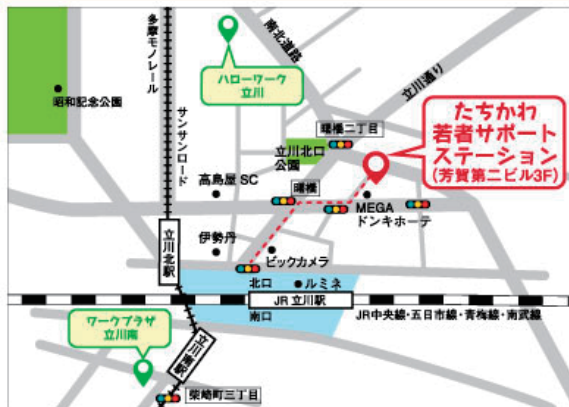 多摩モノレール
昭和記念公園
サンサンロード
ハローワーク
立川
南北道路
立川通り
たちかわ
若者サポート
ステーション
(芳賀第二ビル3F)
曙橋二丁目
立川北口
公園
高島屋 SC
曙橋
MEGA
ドンキホーテ
伊勢丹
ビックカメラ
立川北駅
北口
ルミネ
JR 立川駅
JR中央線・五日市線・青梅線・南武線
南口
ワークプラザ
立川南
立川南駅
柴崎町三丁目